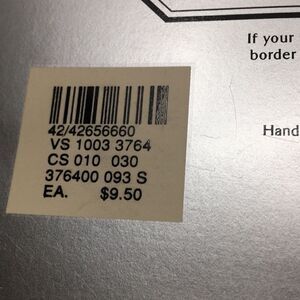 If your
border
Hand
42/42656660
VS 1003 3764
CS 010 030
376400 093 S
EA. $9.50